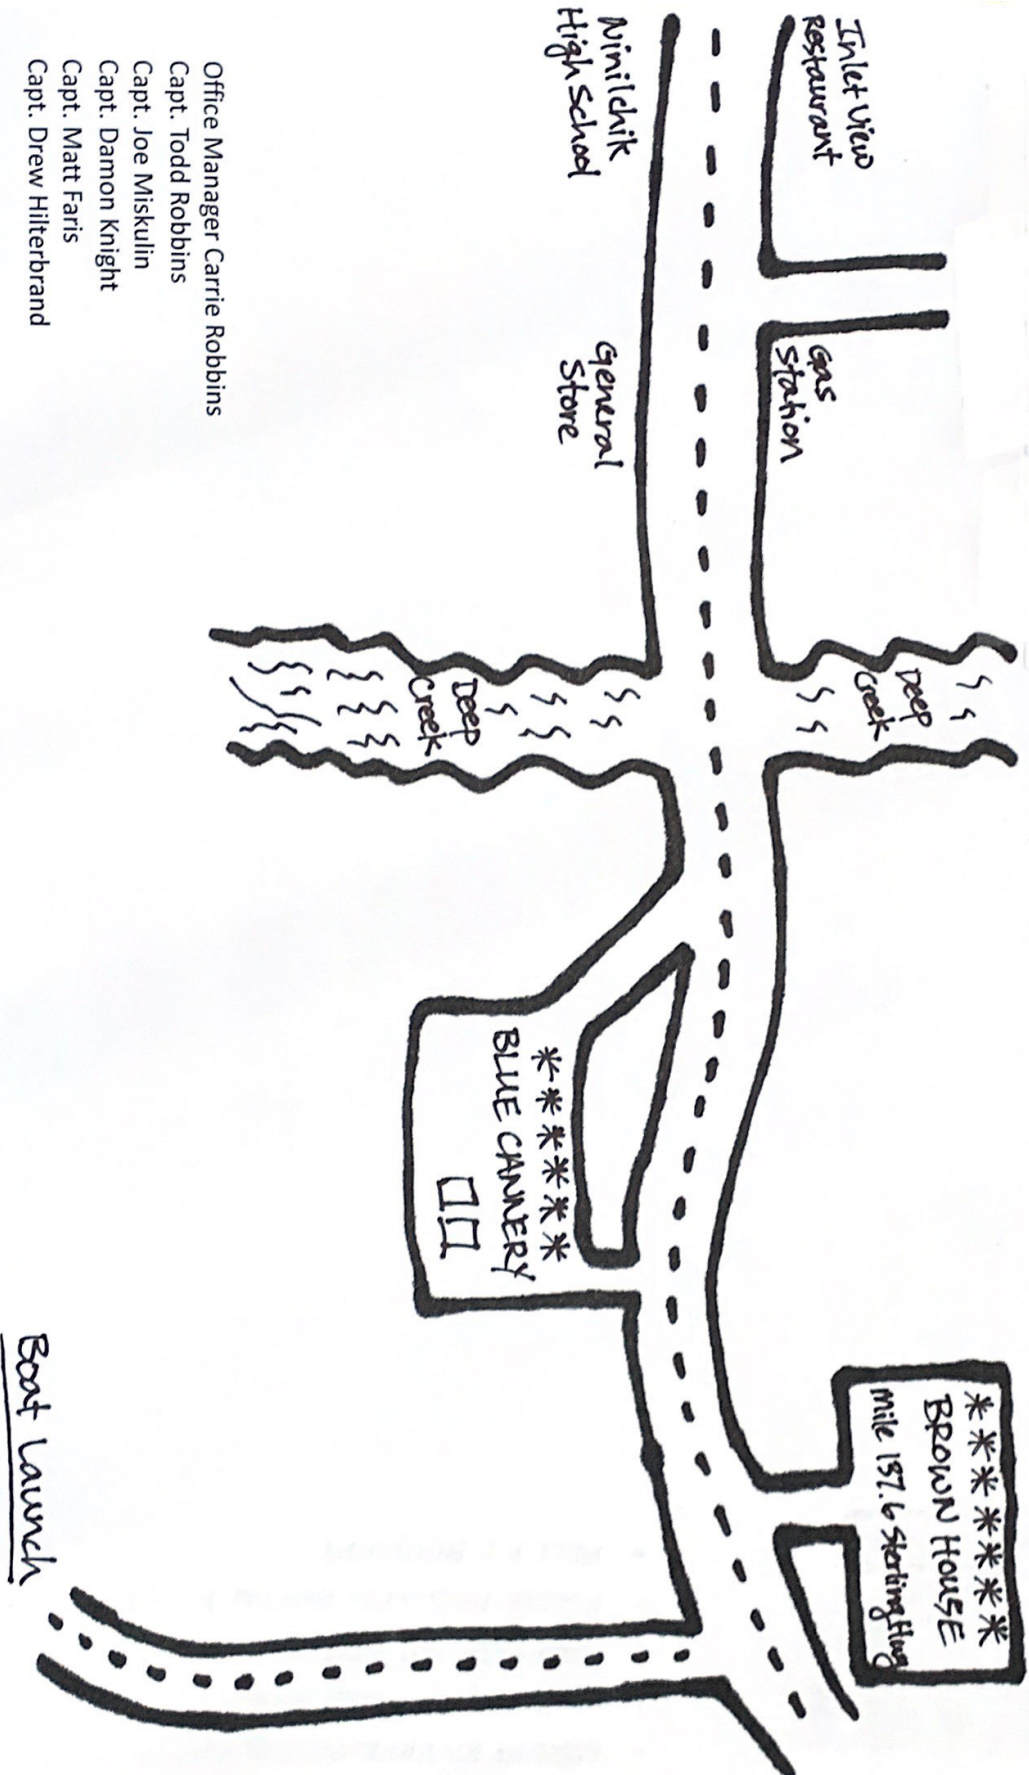 Inlet View
Restaurant
Gas
Station
Ninilchik
High School
General
Store
Deep
Creek
Deep
Creek
******
BLUE CANNERY
*******
BROWN HOUSE
Mile 137.6 Sterling Hwy
Boat Launch
Office Manager Carrie Robbins
Capt. Todd Robbins
Capt. Joe Miskulin
Capt. Damon Knight
Capt. Matt Faris
Capt. Drew Hilterbrand